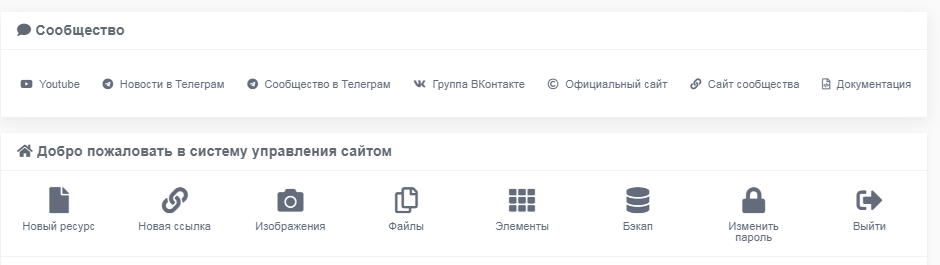 Сообщество
Youtube Новости в Телеграм Сообщество в Телеграм Группа ВКонтакте Официальный сайт Сайт сообщества Документация
Добро пожаловать в систему управления сайтом
Новый ресурс Новая ссылка Изображения Файлы Элементы Бэкап Изменить пароль Выйти